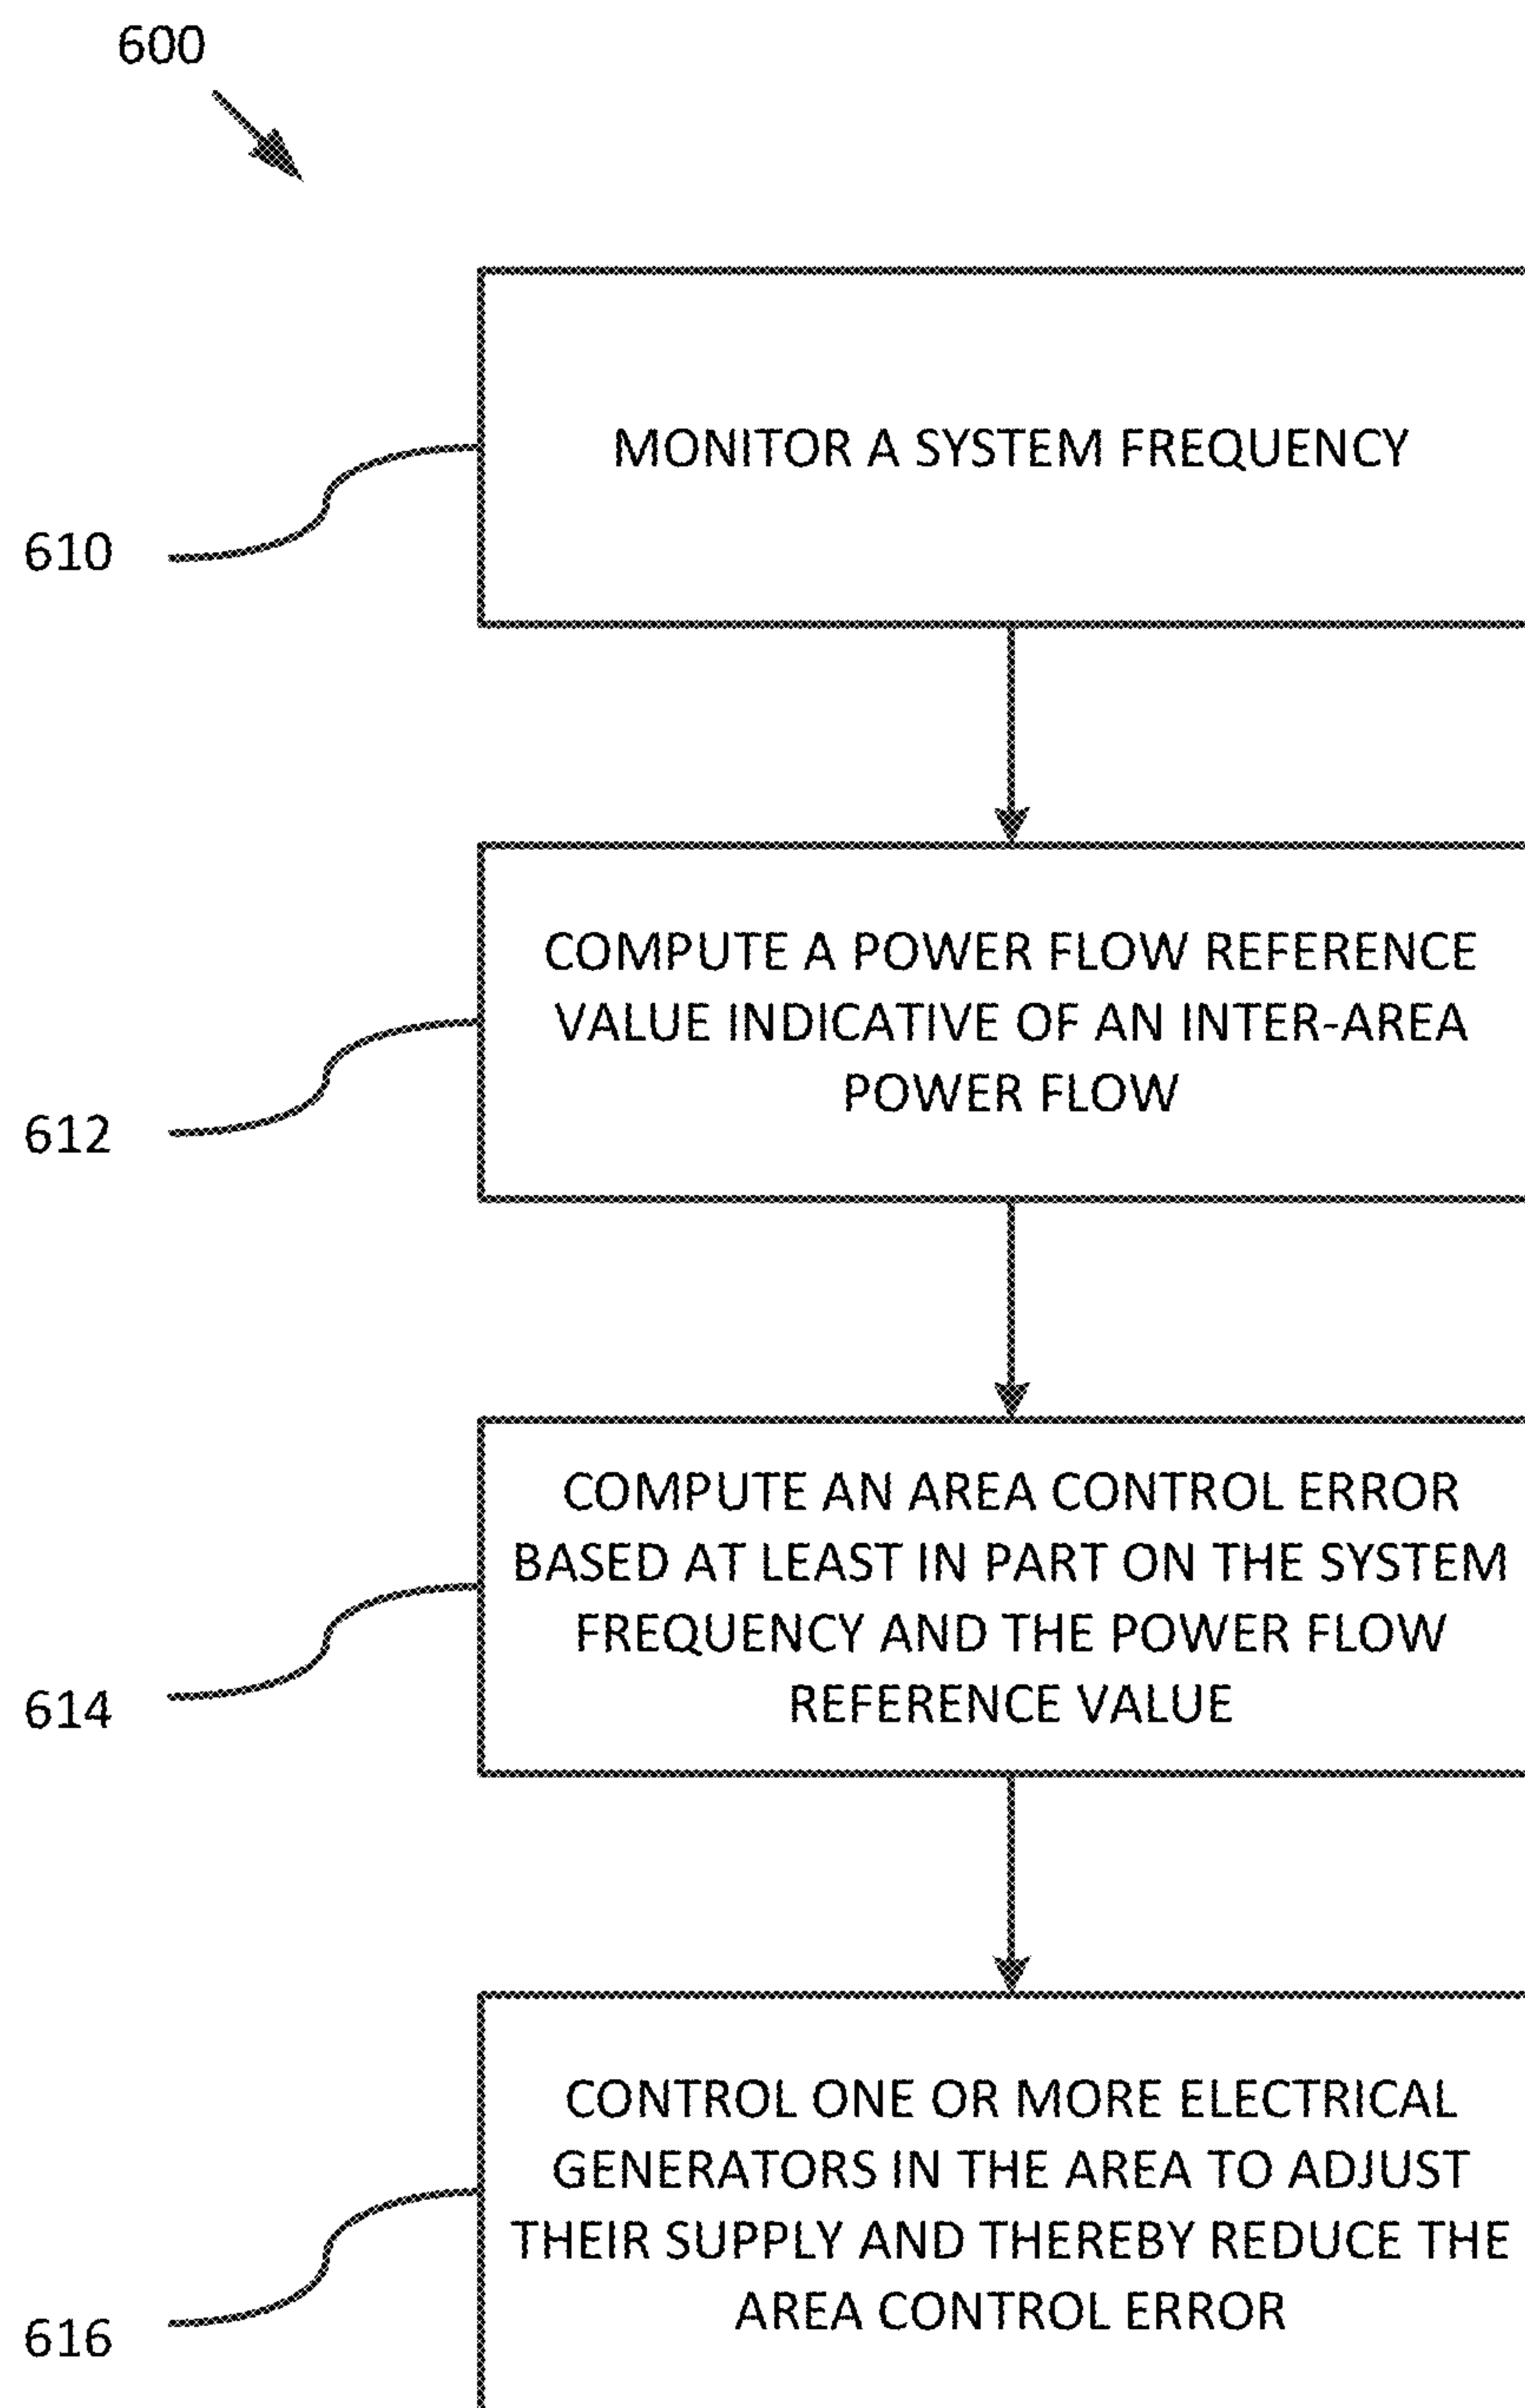 600
MONITOR A SYSTEM FREQUENCY
610
COMPUTE A POWER FLOW REFERENCE
VALUE INDICATIVE OF AN INTER-AREA
POWER FLOW
612
COMPUTE AN AREA CONTROL ERROR
BASED AT LEAST IN PART ON THE SYSTEM
FREQUENCY AND THE POWER FLOW
REFERENCE VALUE
614
CONTROL ONE OR MORE ELECTRICAL
GENERATORS IN THE AREA TO ADJUST
THEIR SUPPLY AND THEREBY REDUCE THE
AREA CONTROL ERROR
616